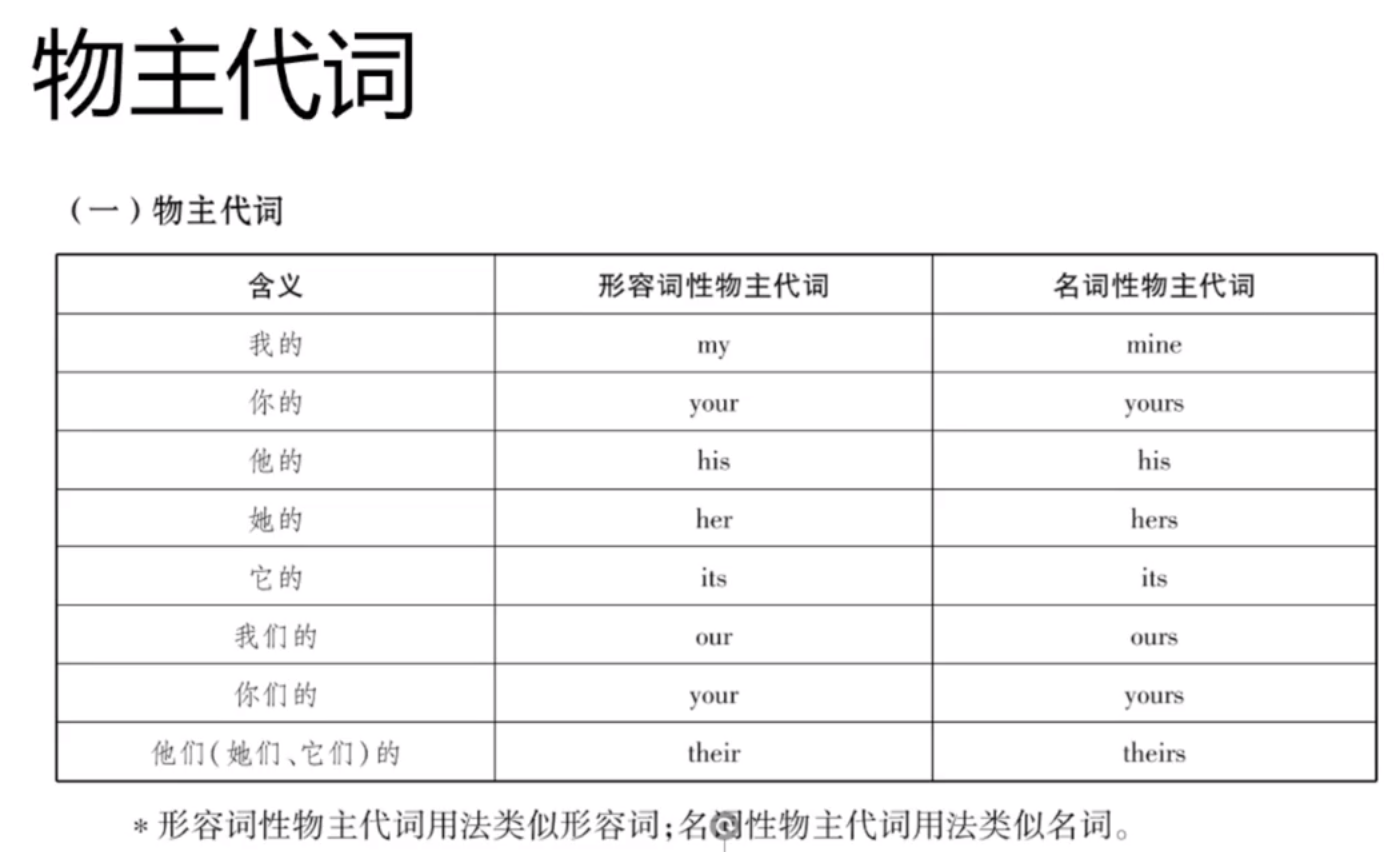 物主代词
（一）物主代词
含义 形容词性物主代词 名词性物主代词
我的 my mine
你的 your yours
他的 his his
她的 her hers
它的 its its
我们的 our ours
你们的 your yours
他们(她们、它们)的 their theirs
*形容词性物主代词用法类似形容词;名词性物主代词用法类似名词。